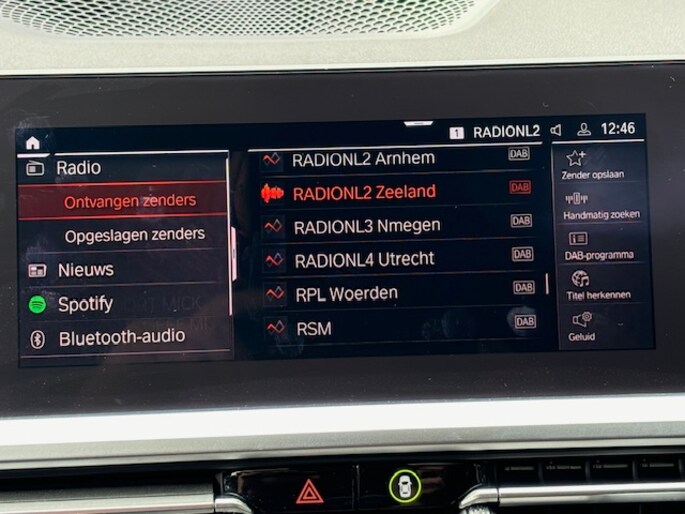 1 RADIONL2 12:46
Radio
Ontvangen zenders
Opgeslagen zenders
Nieuws
Spotify
Bluetooth-audio
RADIONL2 Arnhem DAB
RADIONL2 Zeeland DAB
RADIONL3 Nmegen DAB
RADIONL4 Utrecht DAB
RPL Woerden DAB
RSM DAB
Zender opslaan
Handmatig zoeken
DAB-programma
Titel herkennen
Geluid